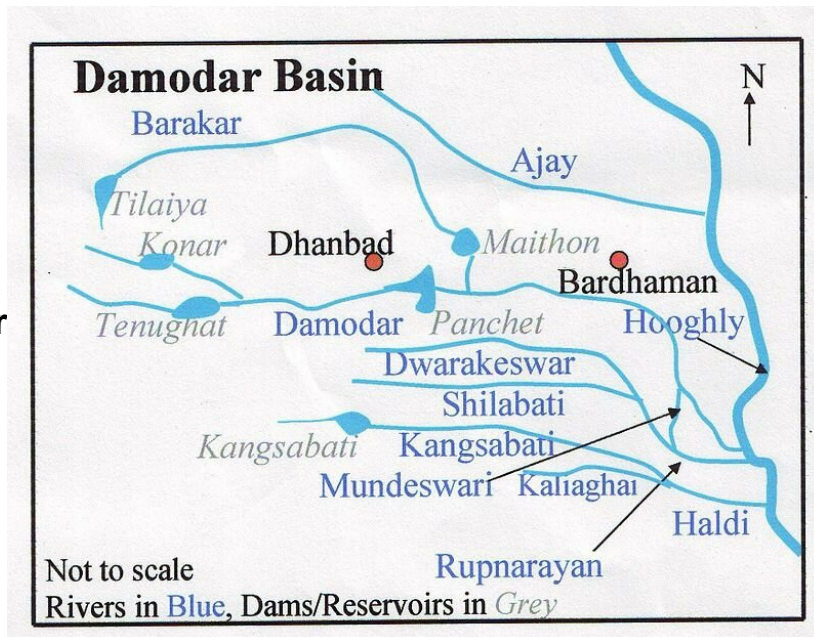 Damodar Basin
N
Barakar
Ajay
Tilaiya
Konar
Dhanbad
Maithon
Bardhaman
r
Tenughat
Damodar
Panchet
Hooghly
Dwarakeswar
Shilabati
Kangsabati
Kangsabati
Mundeswari
Kaliaghai
Haldi
Rupnarayan
Not to scale
Rivers in Blue, Dams/Reservoirs in Grey